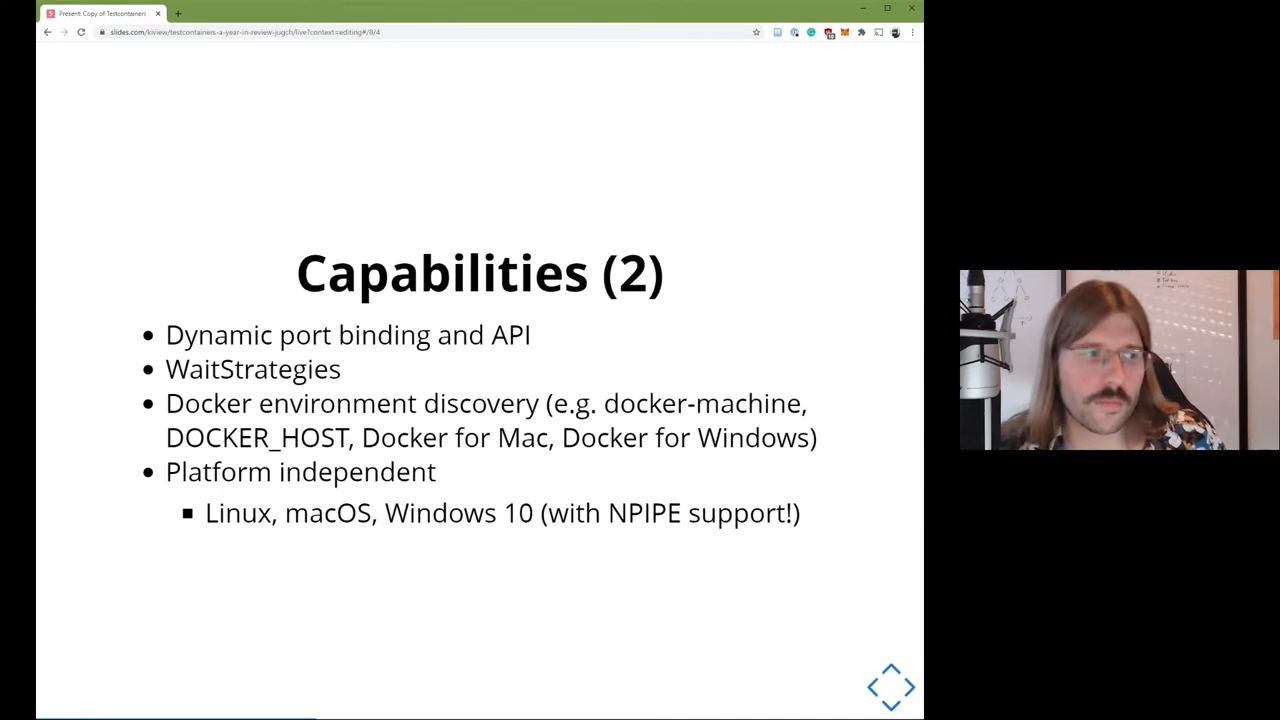 Present: Copy of Testcontainers
slides.com/kiview/testcontainers-a-year-in-review-jugch/live?context=editing#/8/4
Capabilities (2)
• Dynamic port binding and API
• WaitStrategies
• Docker environment discovery (e.g. docker-machine,
DOCKER_HOST, Docker for Mac, Docker for Windows)
• Platform independent
▪ Linux, macOS, Windows 10 (with NPIPE support!)